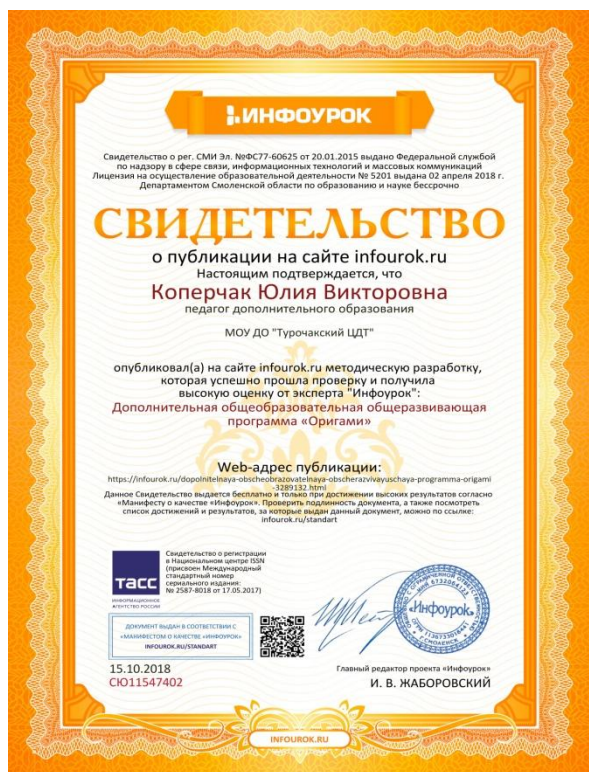 ИНФОУРОК
Свидетельство о рег. СМИ Эл. №ФС77-60625 от 20.01.2015 выдано Федеральной службой
по надзору в сфере связи, информационных технологий и массовых коммуникаций
Лицензия на осуществление образовательной деятельности № 5201 выдана 02 апреля 2018 г.
Департаментом Смоленской области по образованию и науке бессрочно
СВИДЕТЕЛЬСТВО
о публикации на сайте infourok.ru
Настоящим подтверждается, что
Коперчак Юлия Викторовна
педагог дополнительного образования
МОУ ДО "Турочакский ЦДТ"
опубликовал(а) на сайте infourok.ru методическую разработку,
которая успешно прошла проверку и получила
высокую оценку от эксперта "Инфоурок":
Дополнительная общеобразовательная общеразвивающая
программа «Оригами»
Web-адрес публикации:
https://infourok.ru/dopolnitelnaya-obscheobrazovatelnaya-obscherazvivayuschaya-programma-origami
-3289132.html
Данное Свидетельство выдается бесплатно и только при достижении высоких результатов согласно
«Манифесту о качестве «Инфоурок». Проверить подлинность документа, а также посмотреть
список достижений и результатов, за которые выдан данный документ, можно по ссылке:
infourok.ru/standart
ТАСС
ИНФОРМАЦИОННОЕ
АГЕНТСТВО РОССИИ
Свидетельство о регистрации
в Национальном центре ISSN
(присвоен Международный
стандартный номер
сериального издания:
№ 2587-8018 от 17.05.2017)
ДОКУМЕНТ ВЫДАН В СООТВЕТСТВИИ С
«МАНИФЕСТОМ О КАЧЕСТВЕ «ИНФОУРОК»
INFOUROK.RU/STANDART
«Инфоурок»
15.10.2018
СЮ11547402
Главный редактор проекта «Инфоурок»
И. В. ЖАБОРОВСКИЙ
INFOUROK.RU